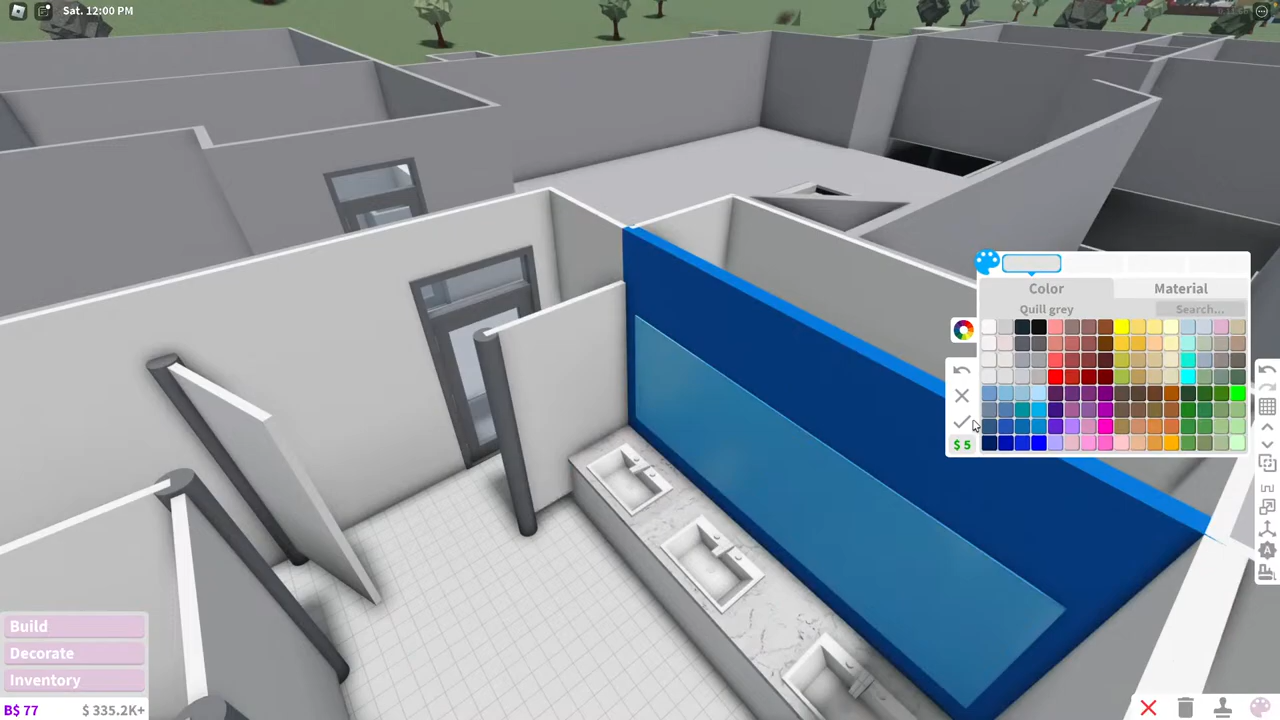 Sat. 12:00 PM
Color
Material
Quill grey
Search...
$ 5
Build
Decorate
Inventory
B$ 77
$ 335.2K+